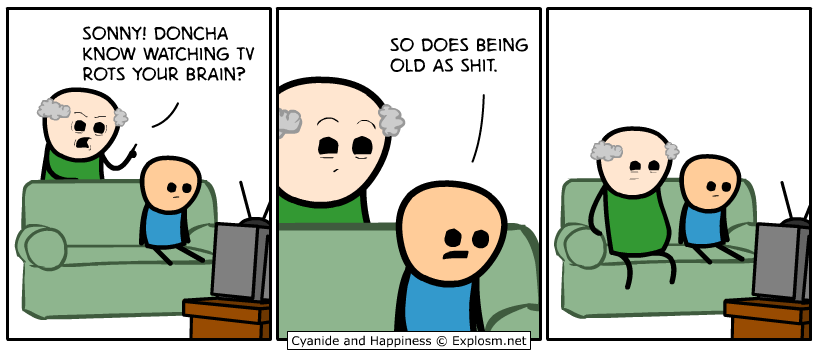 SONNY! DONCHA
KNOW WATCHING TV
ROTS YOUR BRAIN?
SO DOES BEING
OLD AS SHIT.
Cyanide and Happiness © Explosm.net